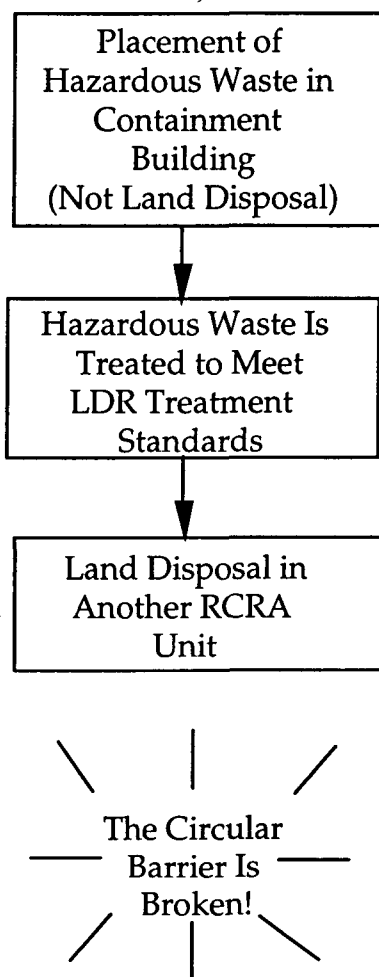 Placement of
Hazardous Waste in
Containment
Building
(Not Land Disposal)
Hazardous Waste Is
Treated to Meet
LDR Treatment
Standards
Land Disposal in
Another RCRA
Unit
The Circular
Barrier Is
Broken!